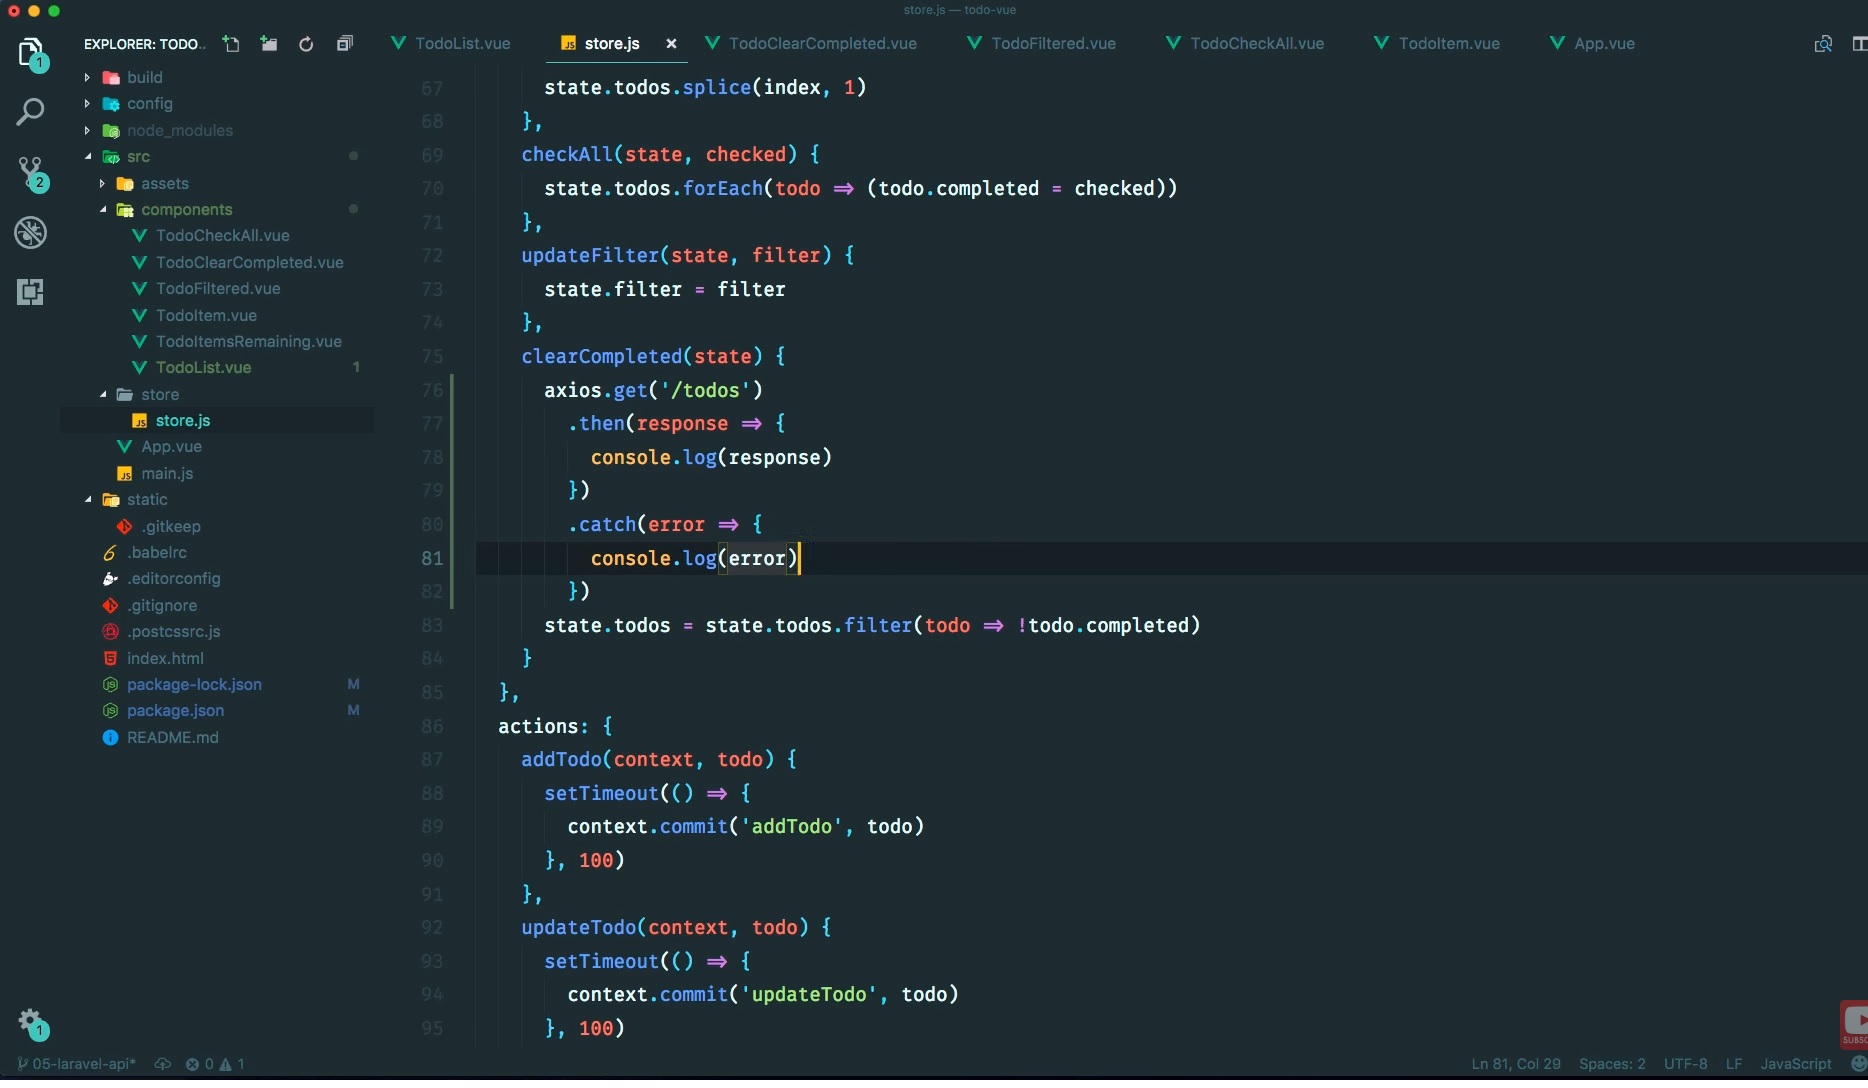 store.js — todo-vue
EXPLORER: TODO..
TodoList.vue
store.js
TodoClearCompleted.vue
TodoFiltered.vue
TodoCheckAll.vue
TodoItem.vue
App.vue
1
2
1
build
config
node_modules
src
assets
components
TodoCheckAll.vue
TodoClearCompleted.vue
TodoFiltered.vue
TodoItem.vue
TodoItemsRemaining.vue
TodoList.vue 1
store
store.js
App.vue
main.js
static
.gitkeep
.babelrc
.editorconfig
.gitignore
.postcssrc.js
index.html
package-lock.json M
package.json M
README.md
67 state.todos.splice(index, 1)
68 },
69 checkAll(state, checked) {
70 state.todos.forEach(todo => (todo.completed = checked))
71 },
72 updateFilter(state, filter) {
73 state.filter = filter
74 },
75 clearCompleted(state) {
76 axios.get('/todos')
77 .then(response => {
78 console.log(response)
79 })
80 .catch(error => {
81 console.log(error)
82 })
83 state.todos = state.todos.filter(todo => !todo.completed)
84 }
85 },
86 actions: {
87 addTodo(context, todo) {
88 setTimeout(() => {
89 context.commit('addTodo', todo)
90 }, 100)
91 },
92 updateTodo(context, todo) {
93 setTimeout(() => {
94 context.commit('updateTodo', todo)
95 }, 100)
05-laravel-api* 0 1
Ln 81, Col 29 Spaces: 2 UTF-8 LF JavaScript